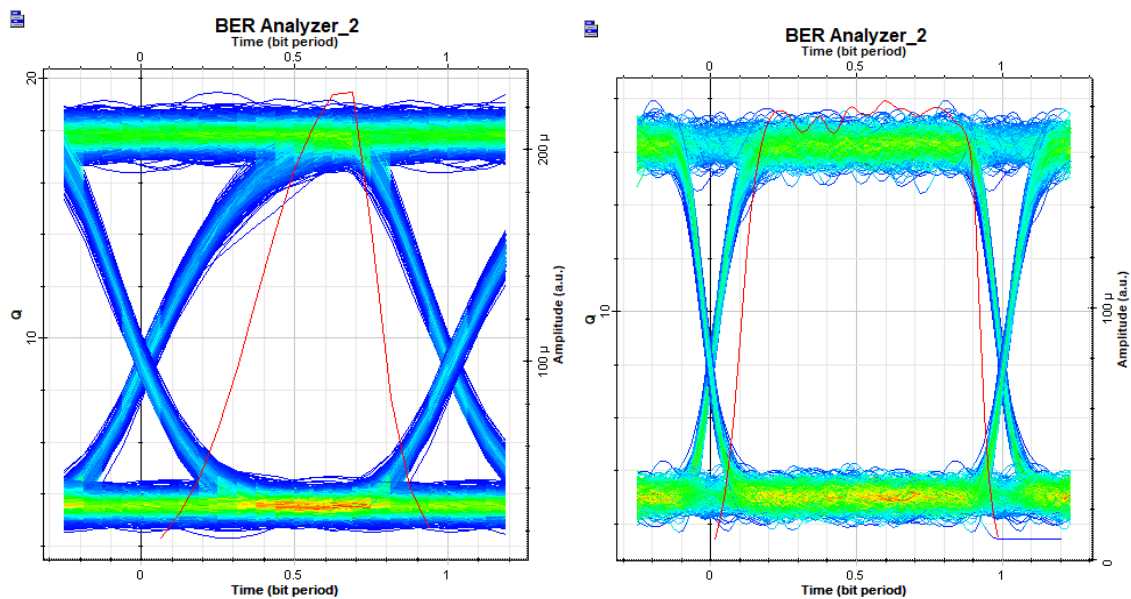 BER Analyzer_2
Time (bit period)
0 0.5 1
20
10
Q
200 µ
100 µ
Amplitude (a.u.)
0 0.5 1
Time (bit period)
BER Analyzer_2
Time (bit period)
0 0.5 1
10
Q
100 µ
0
Amplitude (a.u.)
0 0.5 1
Time (bit period)